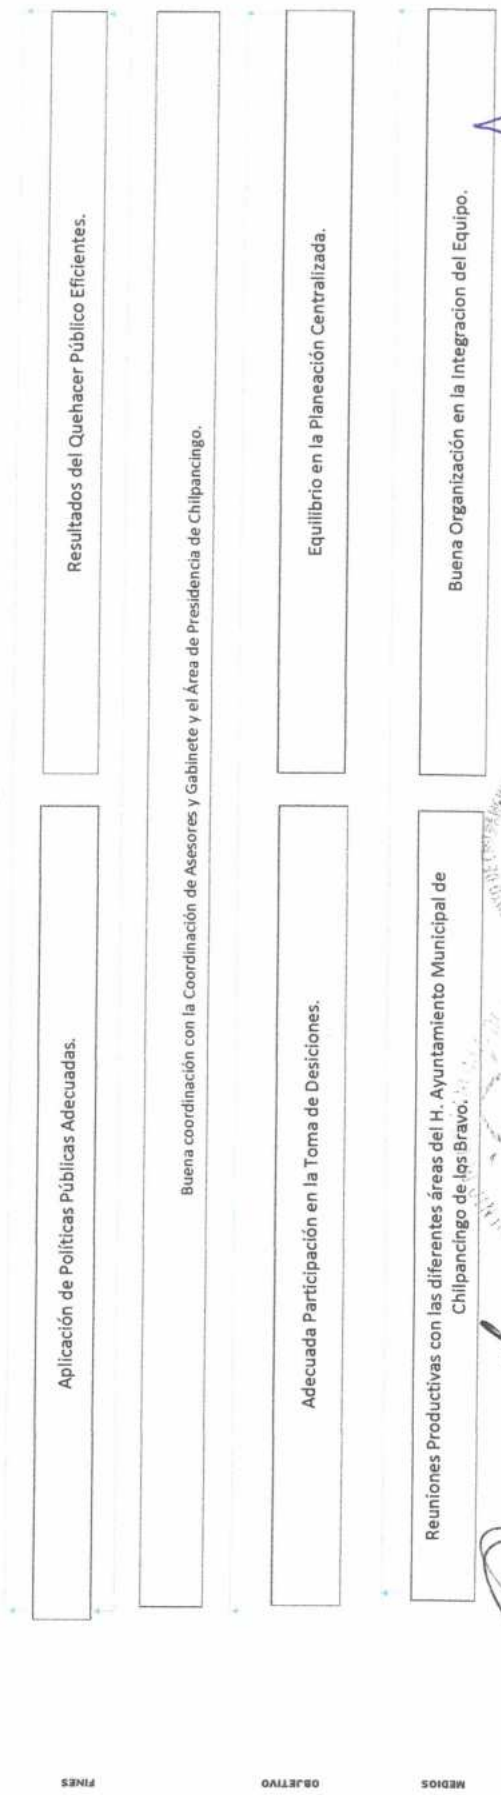 FINES
Aplicación de Políticas Públicas Adecuadas.
Resultados del Quehacer Público Eficientes.
Buena coordinación con la Coordinación de Asesores y Gabinete y el Área de Presidencia de Chilpancingo.
OBJETIVO
Adecuada Participación en la Toma de Desiciones.
Equilibrio en la Planeación Centralizada.
MEDIOS
Reuniones Productivas con las diferentes áreas del H. Ayuntamiento Municipal de
Chilpancingo de los Bravo.
Buena Organización en la Integracion del Equipo.